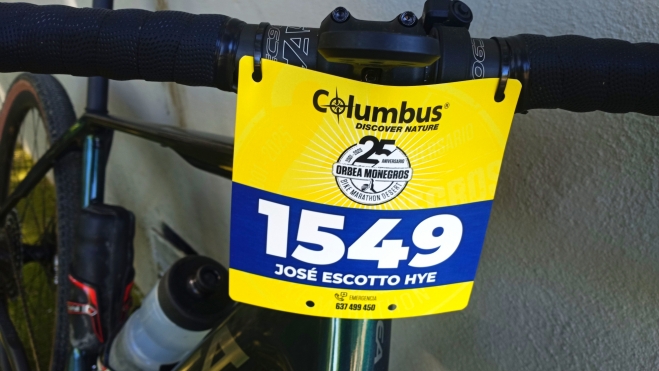 Columbus®
DISCOVER NATURE
25
ANIVERSARIO
ORBEA MONEGROS
BIKE MARATHON DESERT
1549
JOSÉ ESCOTTO HYE
EMERGENCIA
637 499 450